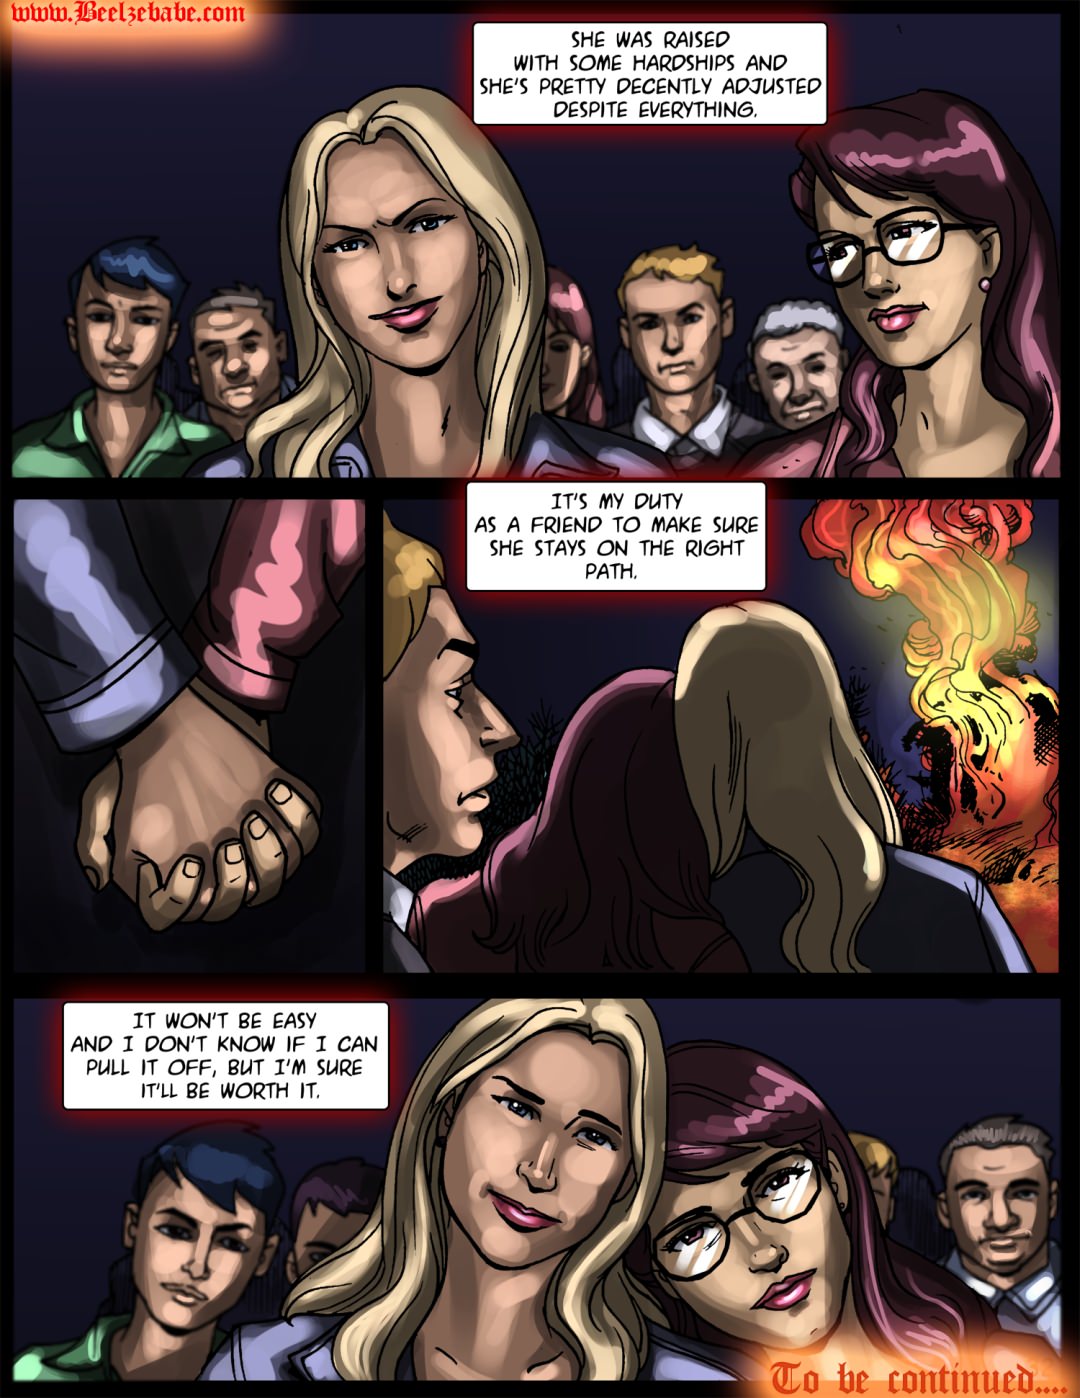 www.Beelzebabe.com
SHE WAS RAISED
WITH SOME HARDSHIPS AND
SHE'S PRETTY DECENTLY ADJUSTED
DESPITE EVERYTHING.
IT'S MY DUTY
AS A FRIEND TO MAKE SURE
SHE STAYS ON THE RIGHT
PATH.
IT WON'T BE EASY
AND I DON'T KNOW IF I CAN
PULL IT OFF, BUT I'M SURE
IT'LL BE WORTH IT.
To be continued....